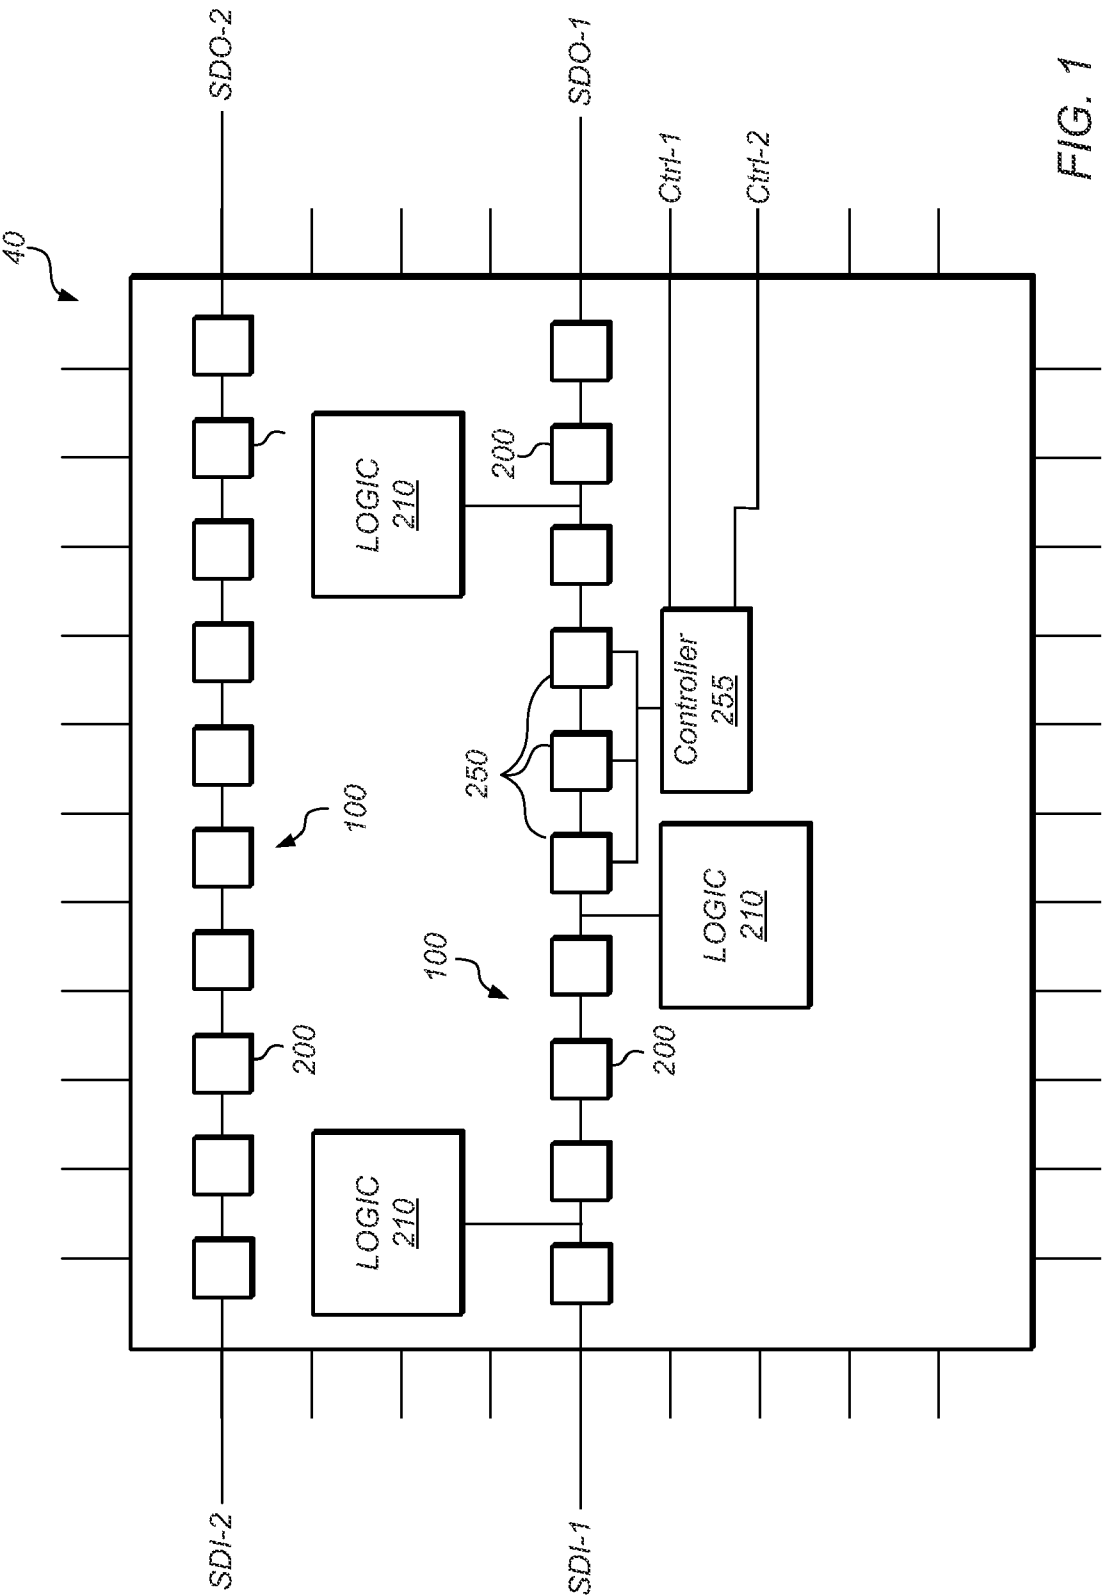 40
SDI-2
SDO-2
200
100
LOGIC
210
LOGIC
210
100
250
200
SDI-1
SDO-1
200
LOGIC
210
Controller
255
Ctrl-1
Ctrl-2
FIG. 1